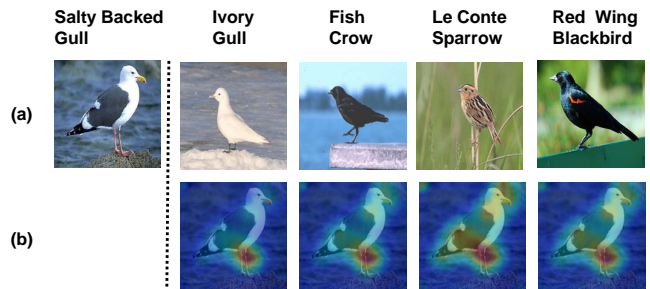 Salty Backed Gull
Ivory Gull
Fish Crow
Le Conte Sparrow
Red Wing Blackbird
(a)
(b)